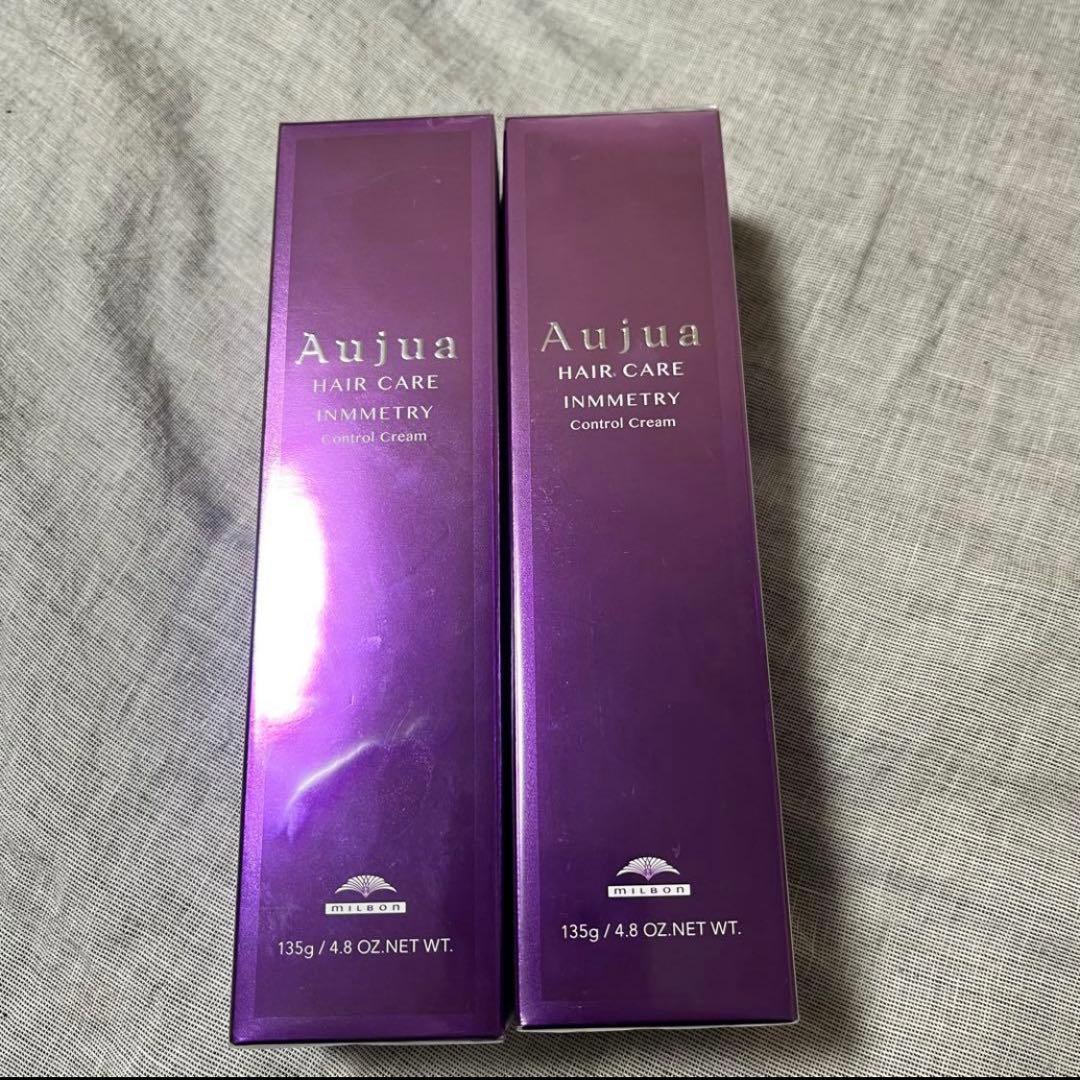 Aujua
HAIR CARE
INMMETRY
Control Cream
MILBON
135g / 4.8 OZ.NET WT.
Aujua
HAIR CARE
INMMETRY
Control Cream
MILBON
135g / 4.8 OZ.NET WT.